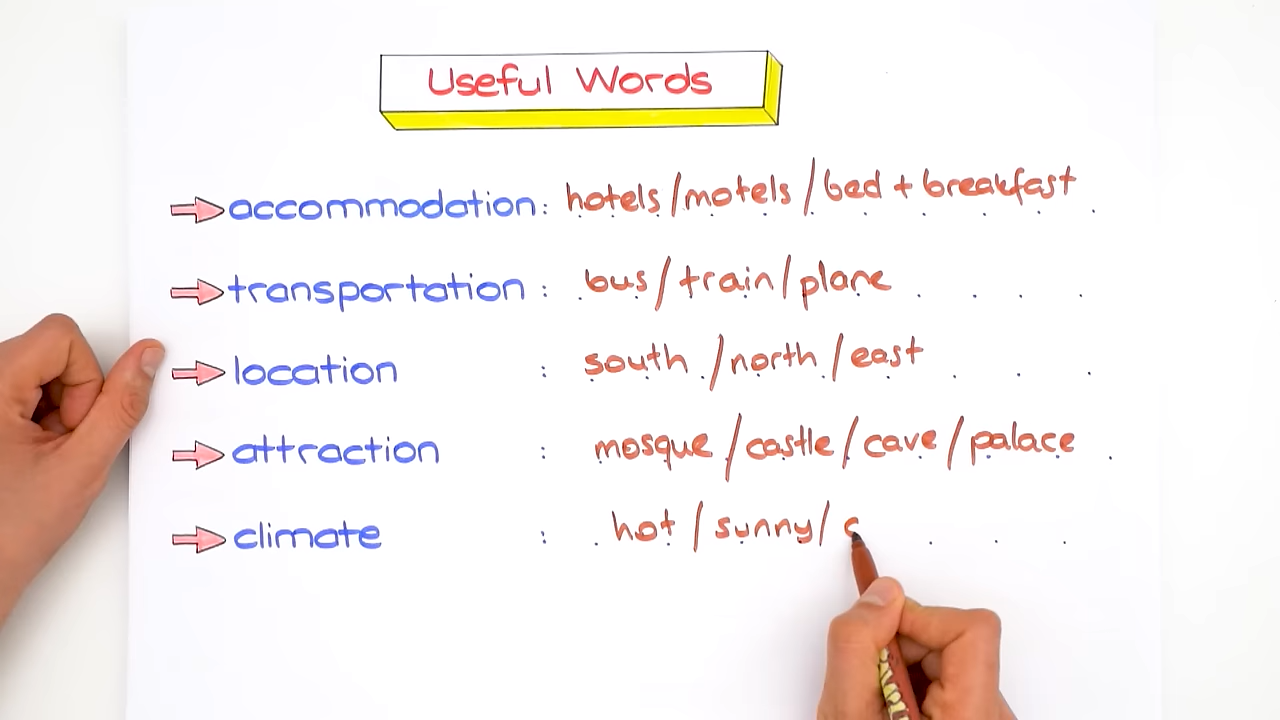 Useful Words
accommodation: hotels/motels/bed + breakfast
transportation: bus/train/plane
location: south/north/east
attraction: mosque/castle/cave/palace
climate: hot/sunny/c